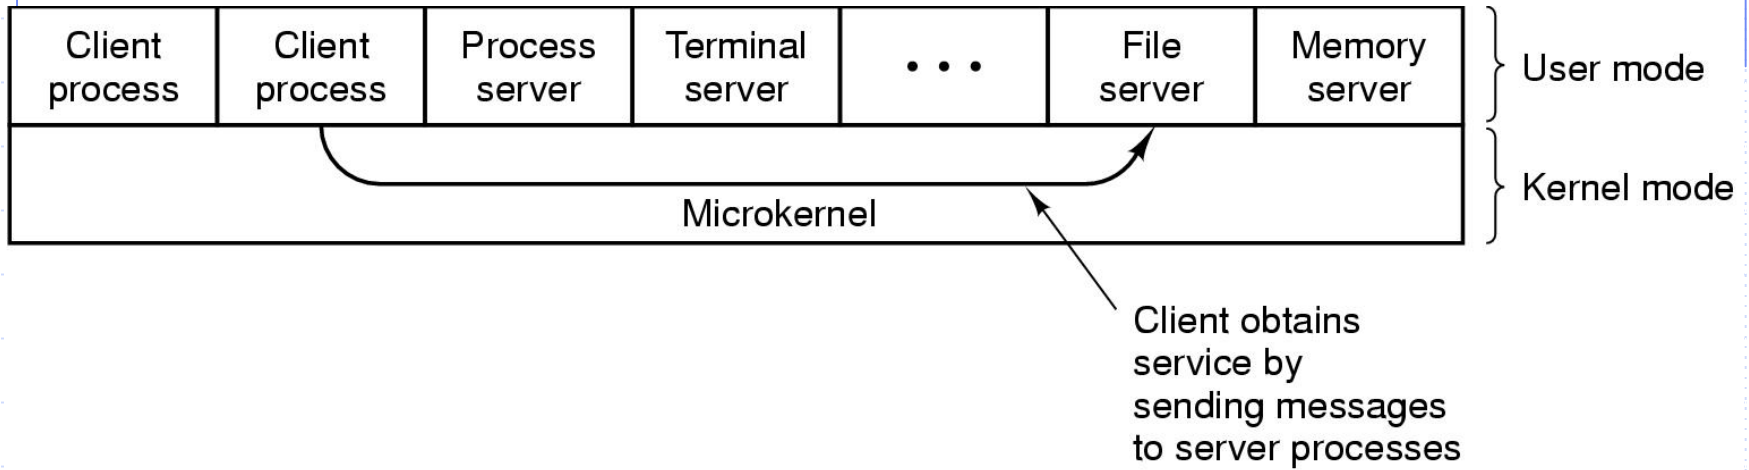 Client
process
Client
process
Process
server
Terminal
server
• • •
File
server
Memory
server
User mode
Microkernel
Kernel mode
Client obtains
service by
sending messages
to server processes